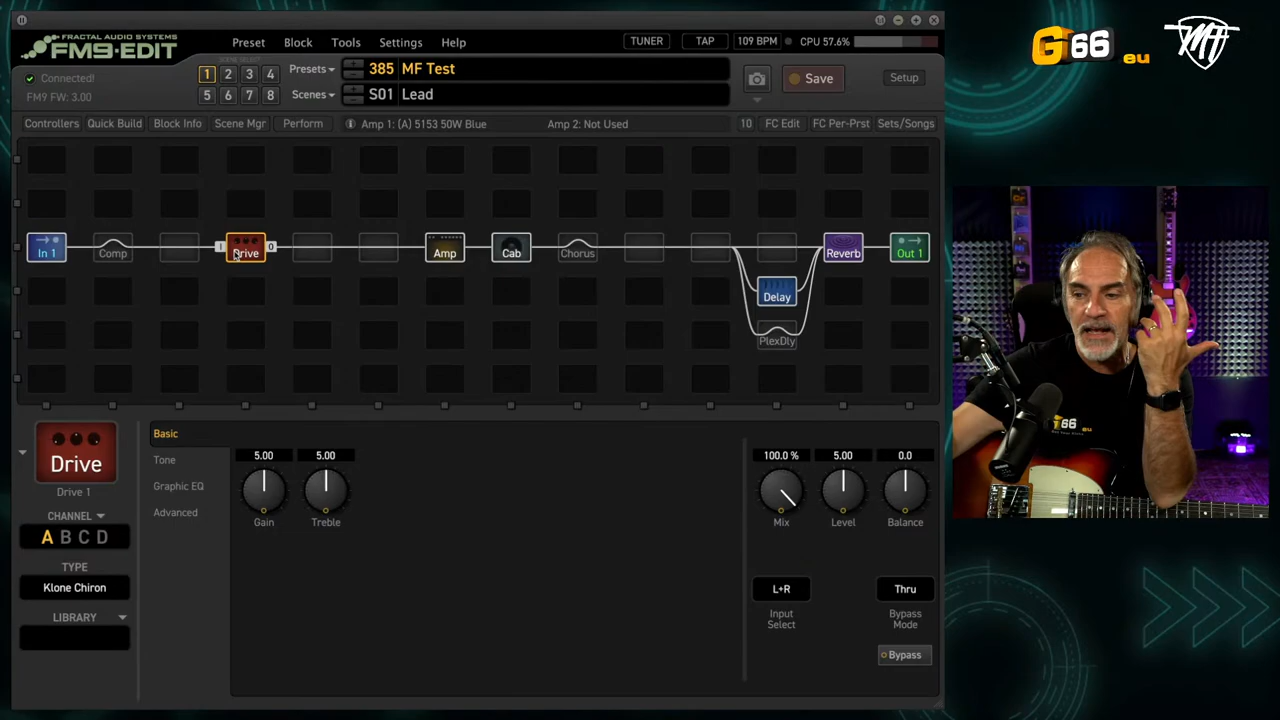 FRACTAL AUDIO SYSTEMS
FM9-EDIT
Preset Block Tools Settings Help
TUNER TAP 109 BPM CPU 57.6%
Connected!
FM9 FW: 3.00
1 2 3 4
5 6 7 8
Presets 385 MF Test
Scenes S01 Lead
Save Setup
Controllers Quick Build Block Info Scene Mgr Perform Amp 1: (A) 5153 50W Blue Amp 2: Not Used 10 FC Edit FC Per-Prst Sets/Songs
In 1 Comp I Drive O Amp Cab Chorus Reverb Out 1
Delay
PlexDly
Drive
Drive 1
CHANNEL
A B C D
TYPE
Klone Chiron
LIBRARY
Basic
Tone
Graphic EQ
Advanced
5.00 5.00
Gain Treble
100.0 % 5.00 0.0
Mix Level Balance
L+R Thru
Input Select
Bypass Mode
Bypass
G66 eu
G66 eu